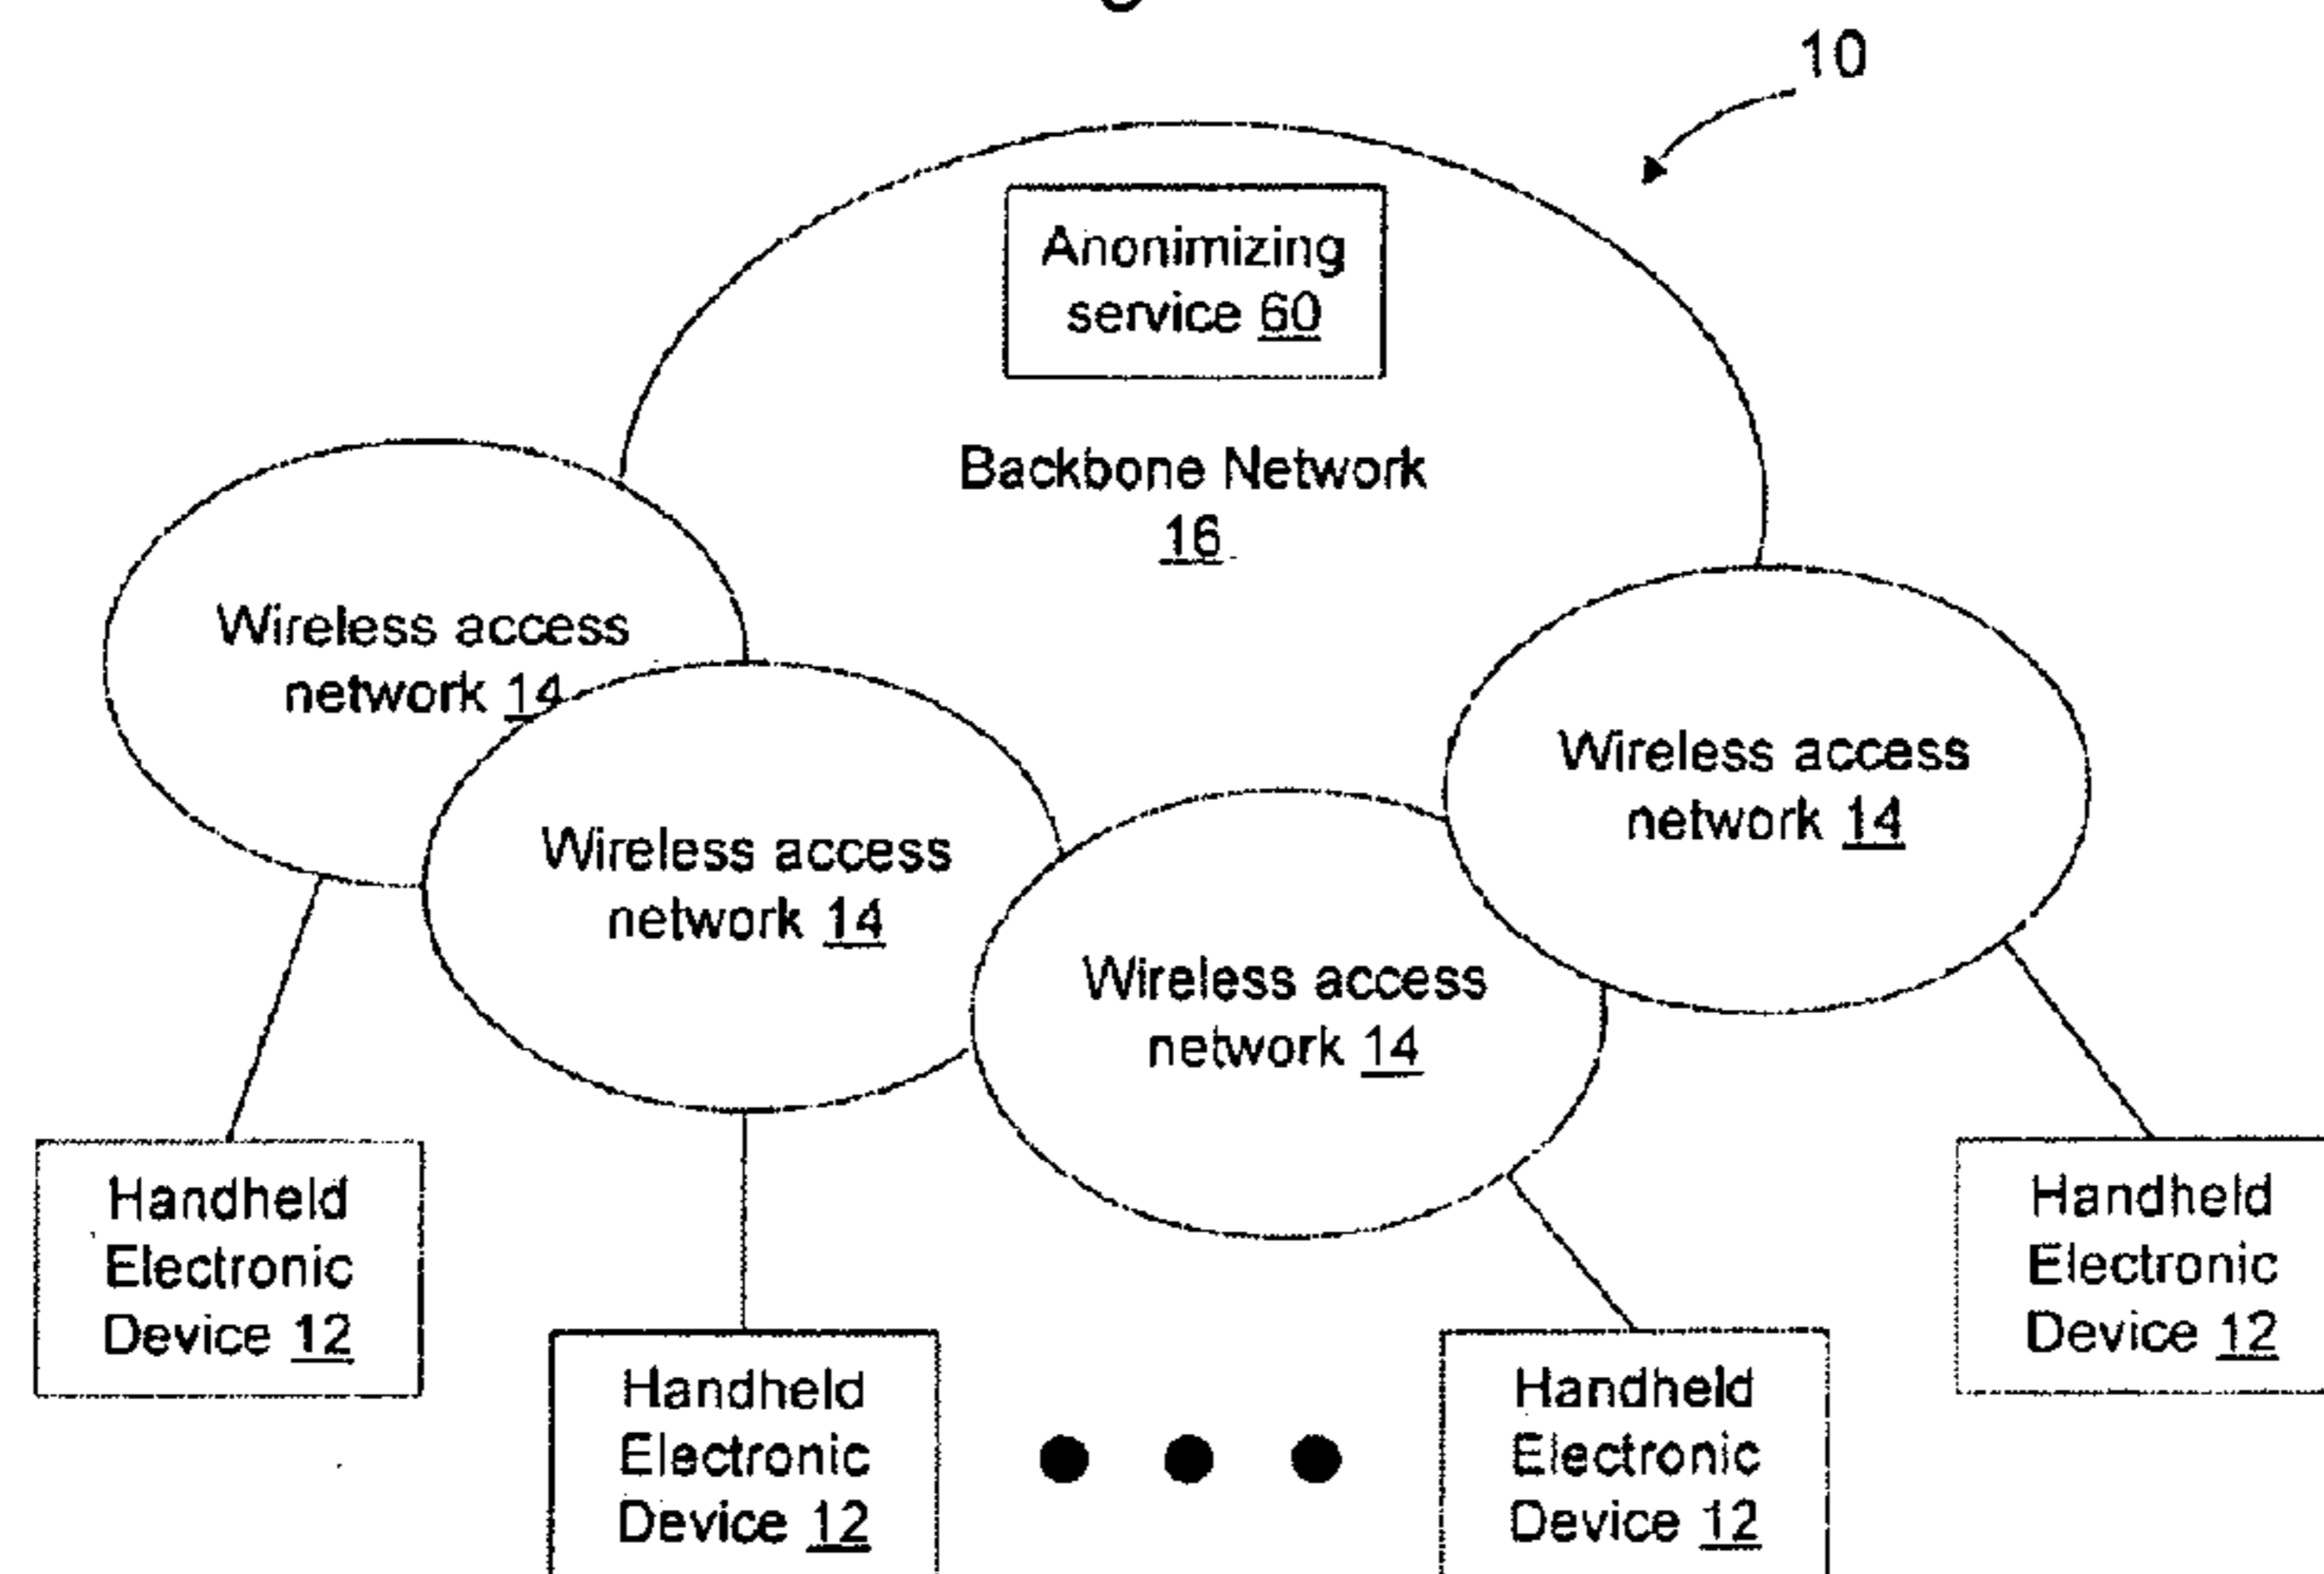 10
Anonimizing
service 60
Backbone Network
16
Wireless access
network 14
Wireless access
network 14
Wireless access
network 14
Wireless access
network 14
Handheld
Electronic
Device 12
Handheld
Electronic
Device 12
Handheld
Electronic
Device 12
Handheld
Electronic
Device 12